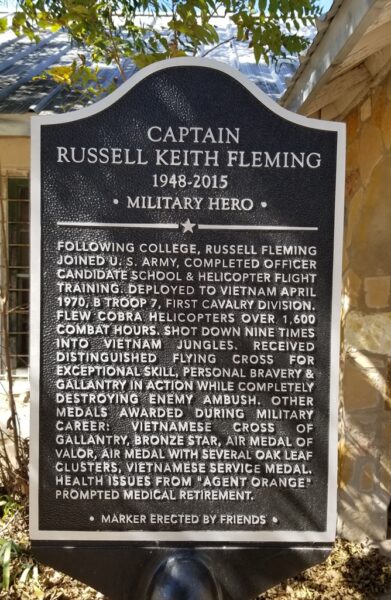 CAPTAIN
RUSSELL KEITH FLEMING
1948-2015
• MILITARY HERO •
FOLLOWING COLLEGE, RUSSELL FLEMING
JOINED U. S. ARMY, COMPLETED OFFICER
CANDIDATE SCHOOL & HELICOPTER FLIGHT
TRAINING. DEPLOYED TO VIETNAM APRIL
1970, B TROOP 7, FIRST CAVALRY DIVISION.
FLEW COBRA HELICOPTERS OVER 1,600
COMBAT HOURS. SHOT DOWN NINE TIMES
INTO VIETNAM JUNGLES. RECEIVED
DISTINGUISHED FLYING CROSS FOR
EXCEPTIONAL SKILL, PERSONAL BRAVERY &
GALLANTRY IN ACTION WHILE COMPLETELY
DESTROYING ENEMY AMBUSH. OTHER
MEDALS AWARDED DURING MILITARY
CAREER: VIETNAMESE CROSS OF
GALLANTRY, BRONZE STAR, AIR MEDAL OF
VALOR, AIR MEDAL WITH SEVERAL OAK LEAF
CLUSTERS, VIETNAMESE SERVICE MEDAL.
HEALTH ISSUES FROM "AGENT ORANGE"
PROMPTED MEDICAL RETIREMENT.
• MARKER ERECTED BY FRIENDS •